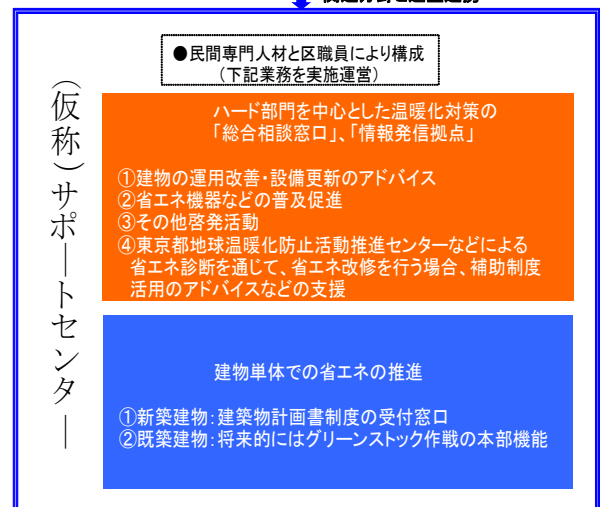 ●民間専門人材と区職員により構成
(下記業務を実施運営)
(仮称)サポートセンター
ハード部門を中心とした温暖化対策の
「総合相談窓口」、「情報発信拠点」
①建物の運用改善・設備更新のアドバイス
②省エネ機器などの普及促進
③その他啓発活動
④東京都地球温暖化防止活動推進センターなどによる
省エネ診断を通じて、省エネ改修を行う場合、補助制度
活用のアドバイスなどの支援
建物単体での省エネの推進
①新築建物:建築物計画書制度の受付窓口
②既築建物:将来的にはグリーンストック作戦の本部機能